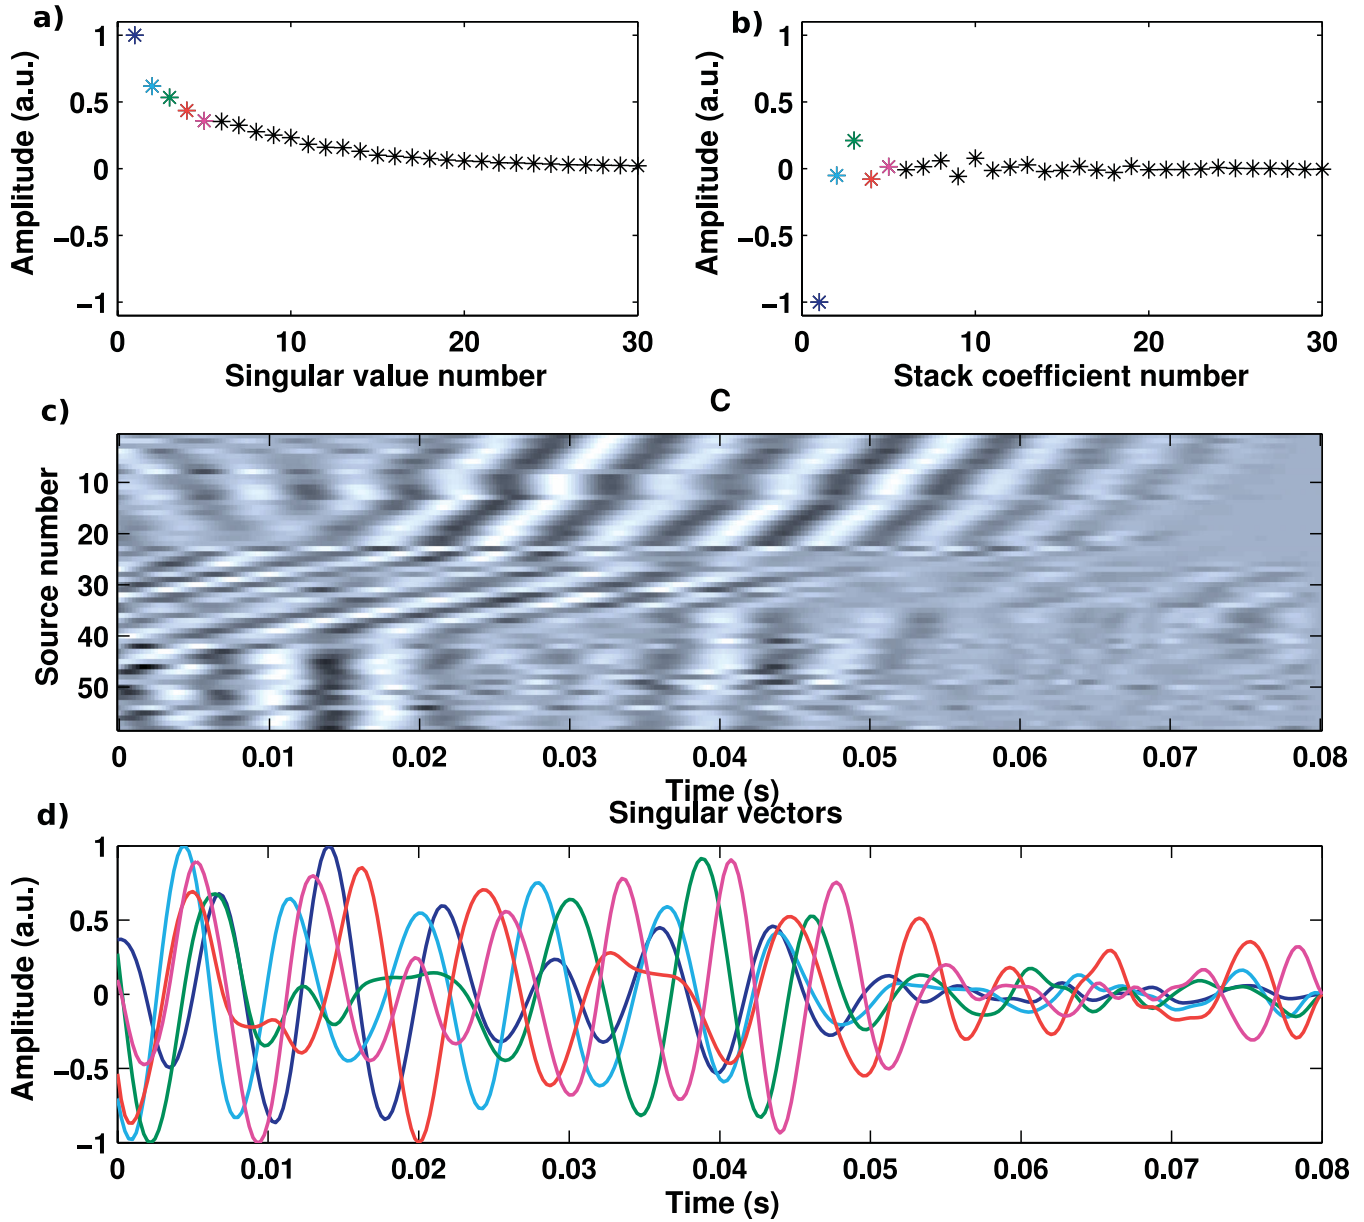 a)
Amplitude (a.u.)
1
0.5
0
−0.5
−1
0 10 20 30
Singular value number
b)
Amplitude (a.u.)
1
0.5
0
−0.5
−1
0 10 20 30
Stack coefficient number
c)
C
Source number
10
20
30
40
50
0 0.01 0.02 0.03 0.04 0.05 0.06 0.07 0.08
Time (s)
d)
Singular vectors
Amplitude (a.u.)
1
0.5
0
−0.5
−1
0 0.01 0.02 0.03 0.04 0.05 0.06 0.07 0.08
Time (s)